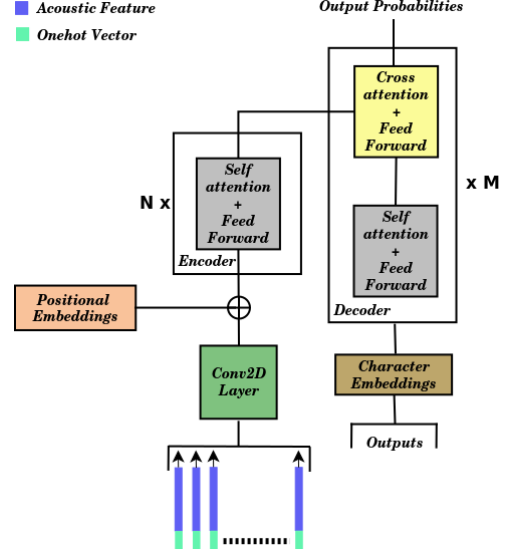 Acoustic Feature
Onehot Vector
Output Probabilities
Cross
attention
+
Feed
Forward
x M
Self
attention
+
Feed
Forward
N x
Encoder
Self
attention
+
Feed
Forward
Decoder
Positional
Embeddings
Conv2D
Layer
Character
Embeddings
Outputs